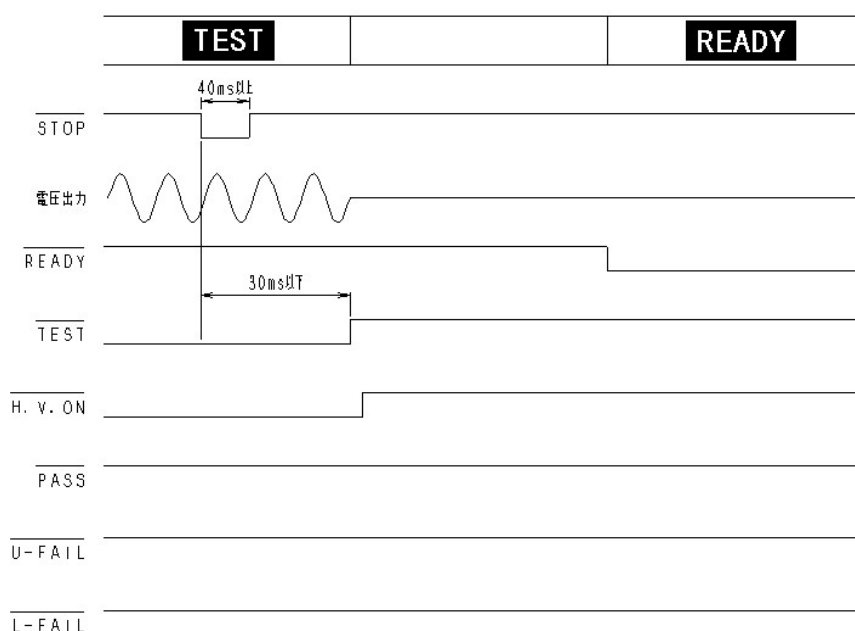 TEST
READY
40ms以上
STOP
電圧出力
READY
30ms以下
TEST
H.V.ON
PASS
U-FAIL
L-FAIL